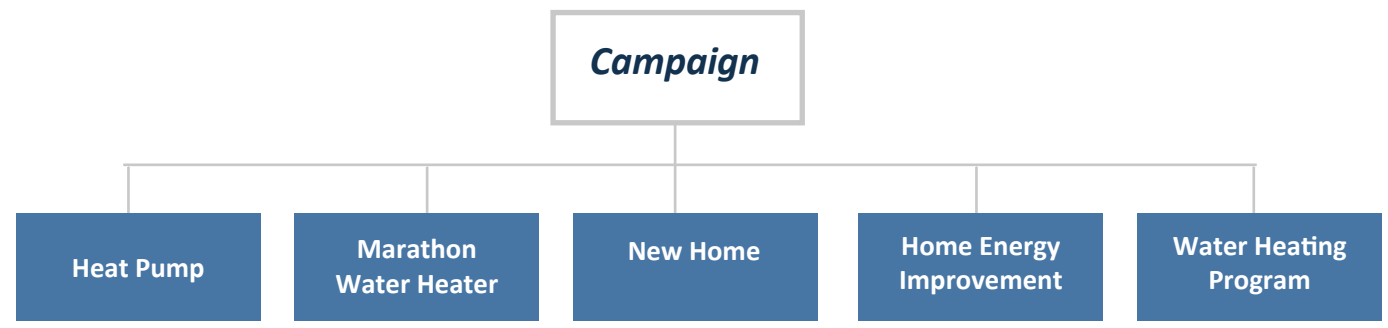 Campaign
Heat Pump
Marathon
Water Heater
New Home
Home Energy
Improvement
Water Heating
Program